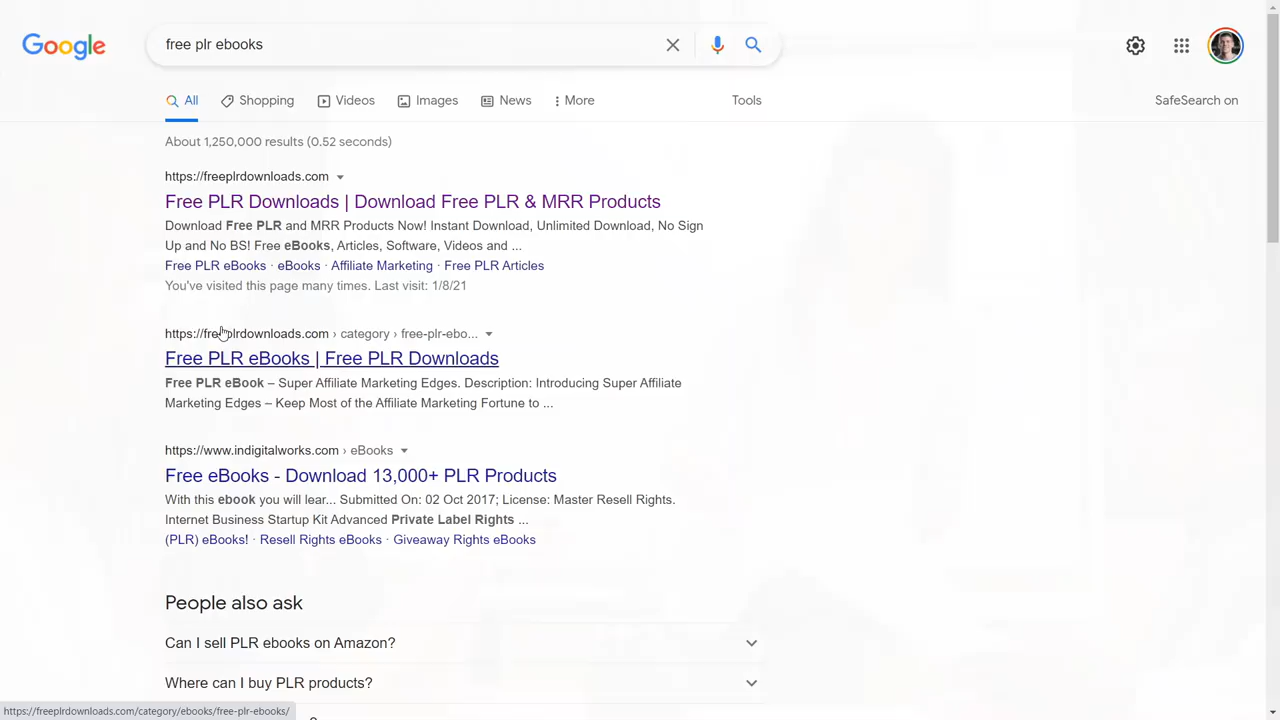 Google
free plr ebooks
All
Shopping
Videos
Images
News
More
Tools
SafeSearch on
About 1,250,000 results (0.52 seconds)
https://freeplrdownloads.com
Free PLR Downloads | Download Free PLR & MRR Products
Download Free PLR and MRR Products Now! Instant Download, Unlimited Download, No Sign
Up and No BS! Free eBooks, Articles, Software, Videos and ...
Free PLR eBooks · eBooks · Affiliate Marketing · Free PLR Articles
You've visited this page many times. Last visit: 1/8/21
https://freeplrdownloads.com › category › free-plr-ebo...
Free PLR eBooks | Free PLR Downloads
Free PLR eBook – Super Affiliate Marketing Edges. Description: Introducing Super Affiliate
Marketing Edges – Keep Most of the Affiliate Marketing Fortune to ...
https://www.indigitalworks.com › eBooks
Free eBooks - Download 13,000+ PLR Products
With this ebook you will lear... Submitted On: 02 Oct 2017; License: Master Resell Rights.
Internet Business Startup Kit Advanced Private Label Rights ...
(PLR) eBooks! · Resell Rights eBooks · Giveaway Rights eBooks
People also ask
Can I sell PLR ebooks on Amazon?
Where can I buy PLR products?
https://freeplrdownloads.com/category/ebooks/free-plr-ebooks/